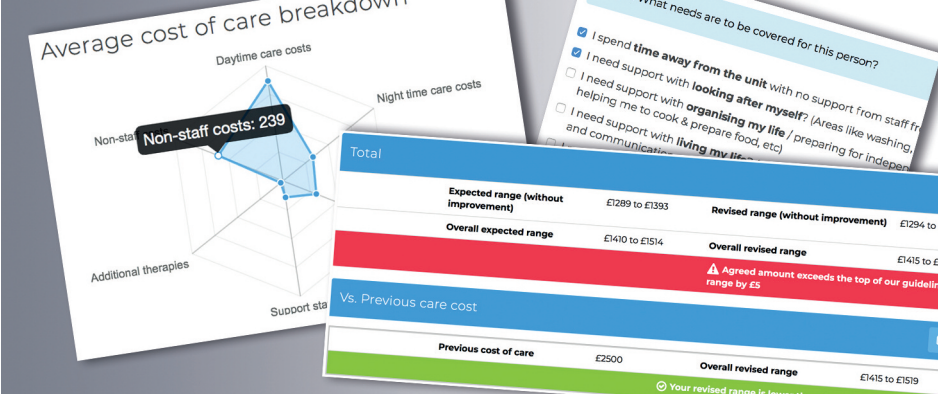 Average cost of care breakdown
Daytime care costs
Night time care costs
Non-staff costs: 239
Additional therapies
Support
What needs are to be covered for this person?
I spend time away from the unit with no support from staff
I need support with looking after myself? (Areas like washing,
I need support with organising my life / preparing for
helping me to cook & prepare food, etc)
I need support with living my life?
and
Total
Expected range (without improvement) £1289 to £1393 Revised range (without improvement) £1294 to
Overall expected range £1410 to £1514 Overall revised range £1415 to
Agreed amount exceeds the top of our
range by £5
Vs. Previous care cost
Previous cost of care £2500 Overall revised range £1415 to £1519
Your revised range is